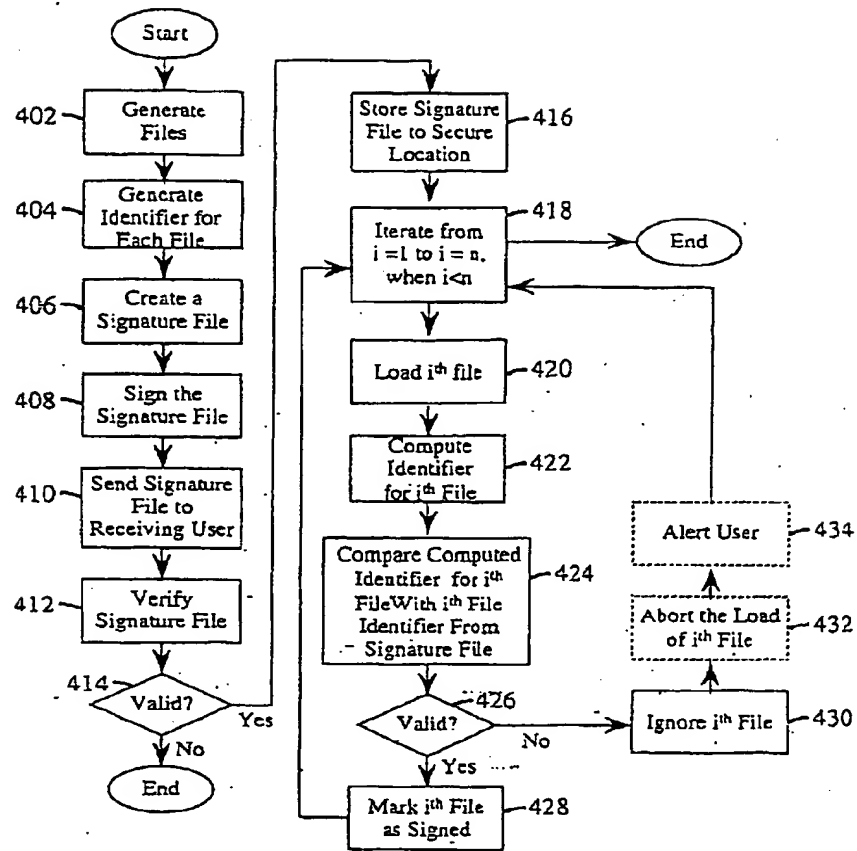 Start
402
Generate
Files
404
Generate
Identifier for
Each File
406
Create a
Signature File
408
Sign the
Signature File
410
Send Signature
File to
Receiving User
412
Verify
Signature File
414
Valid?
Yes
No
End
Store Signature
File to Secure
Location
416
Iterate from
i =1 to i = n,
when i<n
418
End
Load ith file
420
Compute
Identifier
for ith File
422
Compare Computed
Identifier for ith
FileWith ith File
Identifier From
Signature File
424
Valid?
426
No
Yes
Mark ith File
as Signed
428
Ignore ith File
430
Abort the Load
of ith File
432
Alert User
434